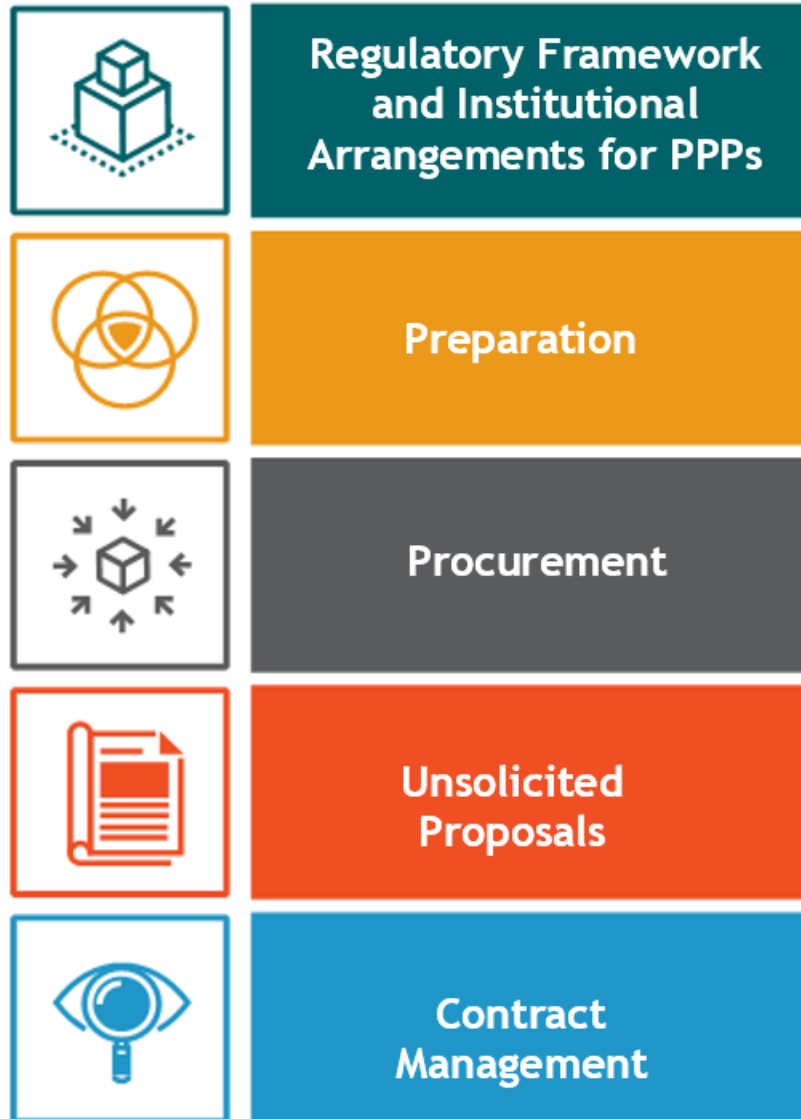 Regulatory Framework
and Institutional
Arrangements for PPPs
Preparation
Procurement
Unsolicited
Proposals
Contract
Management